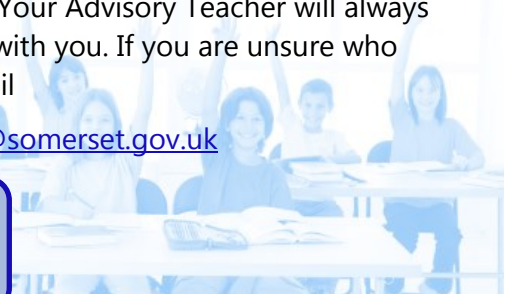 Your Advisory Teacher will always
with you. If you are unsure who
il
@somerset.gov.uk